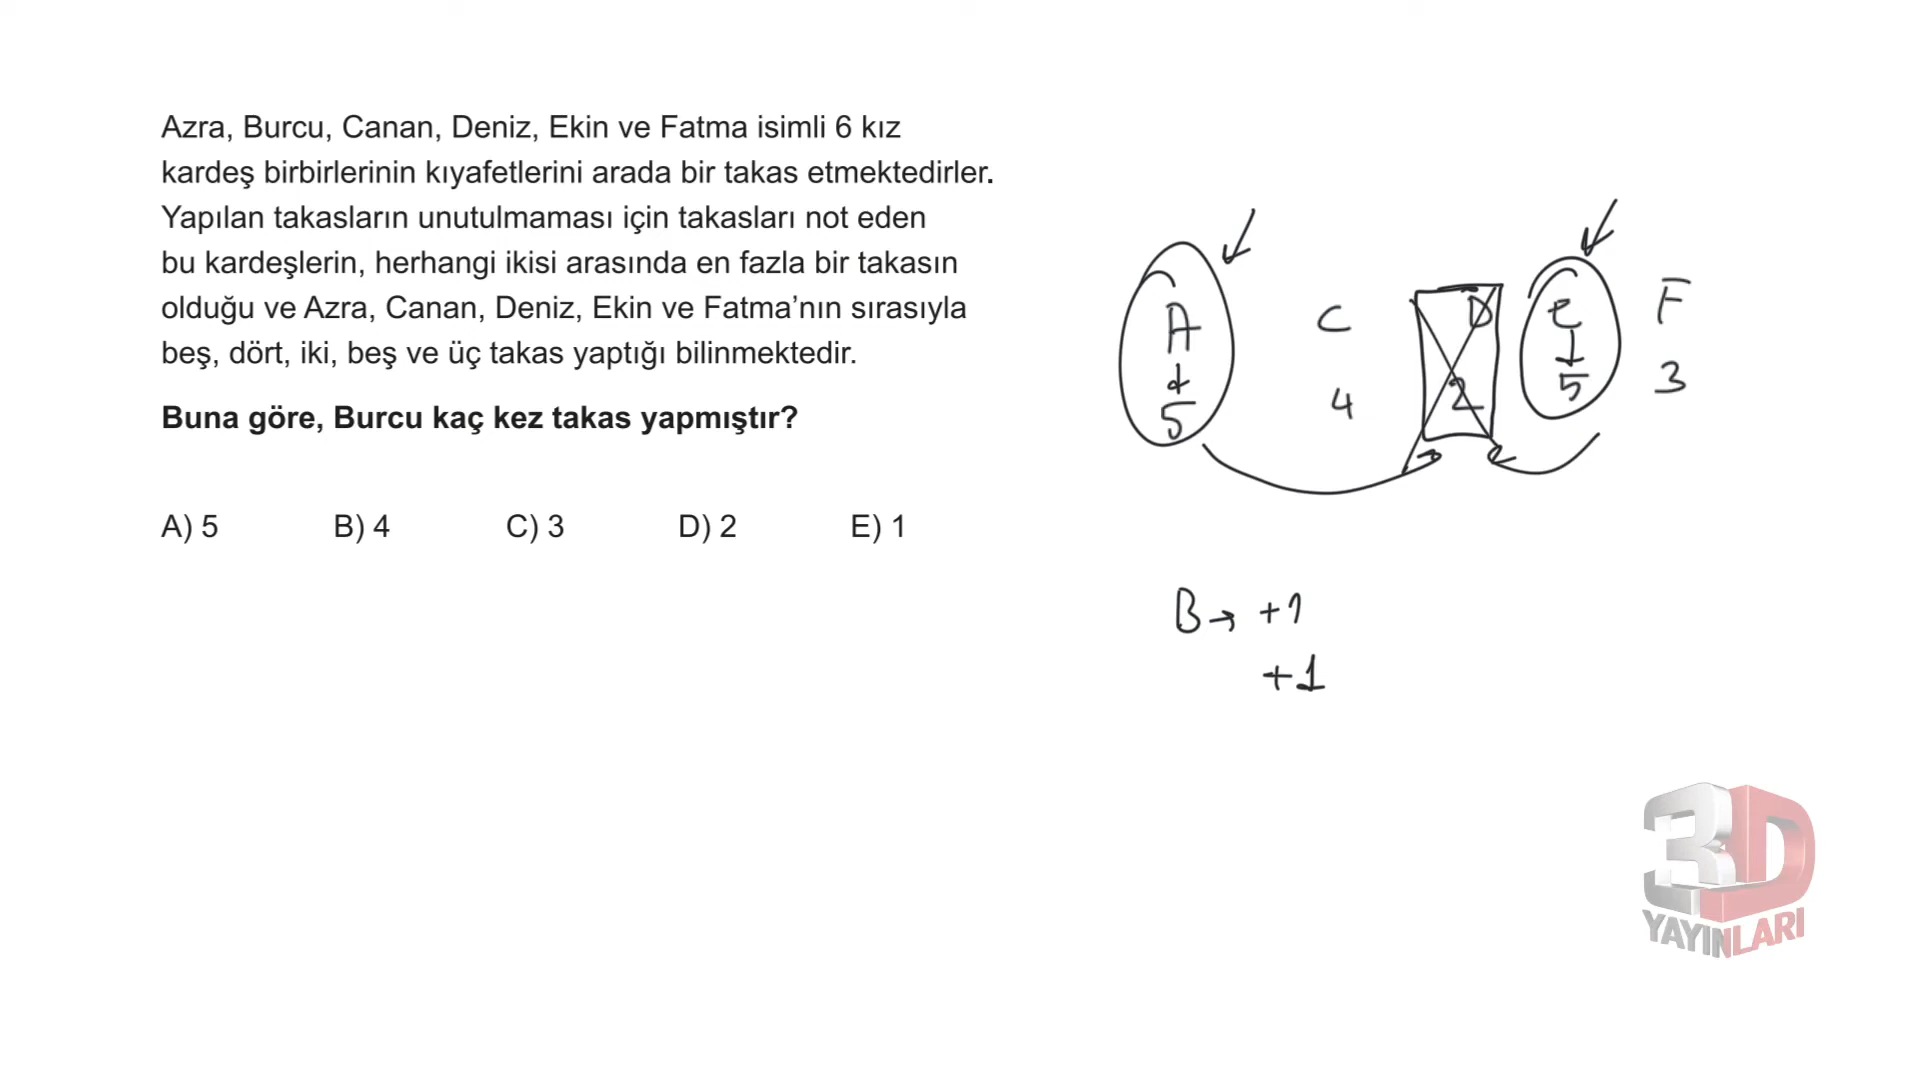 Azra, Burcu, Canan, Deniz, Ekin ve Fatma isimli 6 kız
kardeş birbirlerinin kıyafetlerini arada bir takas etmektedirler.
Yapılan takasların unutulmaması için takasları not eden
bu kardeşlerin, herhangi ikisi arasında en fazla bir takasın
olduğu ve Azra, Canan, Deniz, Ekin ve Fatma'nın sırasıyla
beş, dört, iki, beş ve üç takas yaptığı bilinmektedir.
Buna göre, Burcu kaç kez takas yapmıştır?
A) 5 B) 4 C) 3 D) 2 E) 1
A C D E F
5 4 2 5 3
B → +1
+1
3D
YAYINLARI